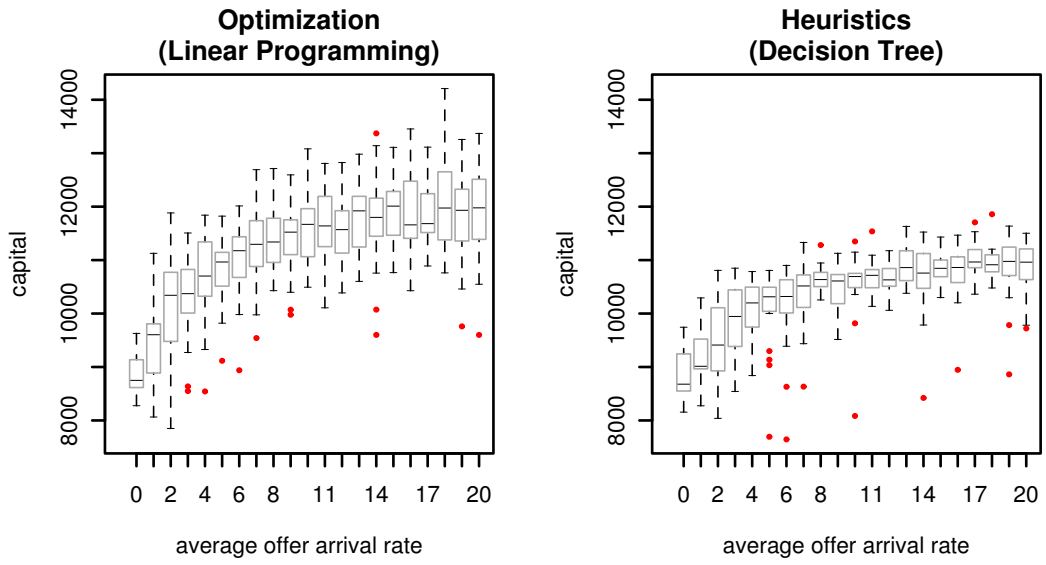 Optimization
(Linear Programming)
capital
14000
12000
10000
8000
0 2 4 6 8 11 14 17 20
average offer arrival rate
Heuristics
(Decision Tree)
capital
14000
12000
10000
8000
0 2 4 6 8 11 14 17 20
average offer arrival rate